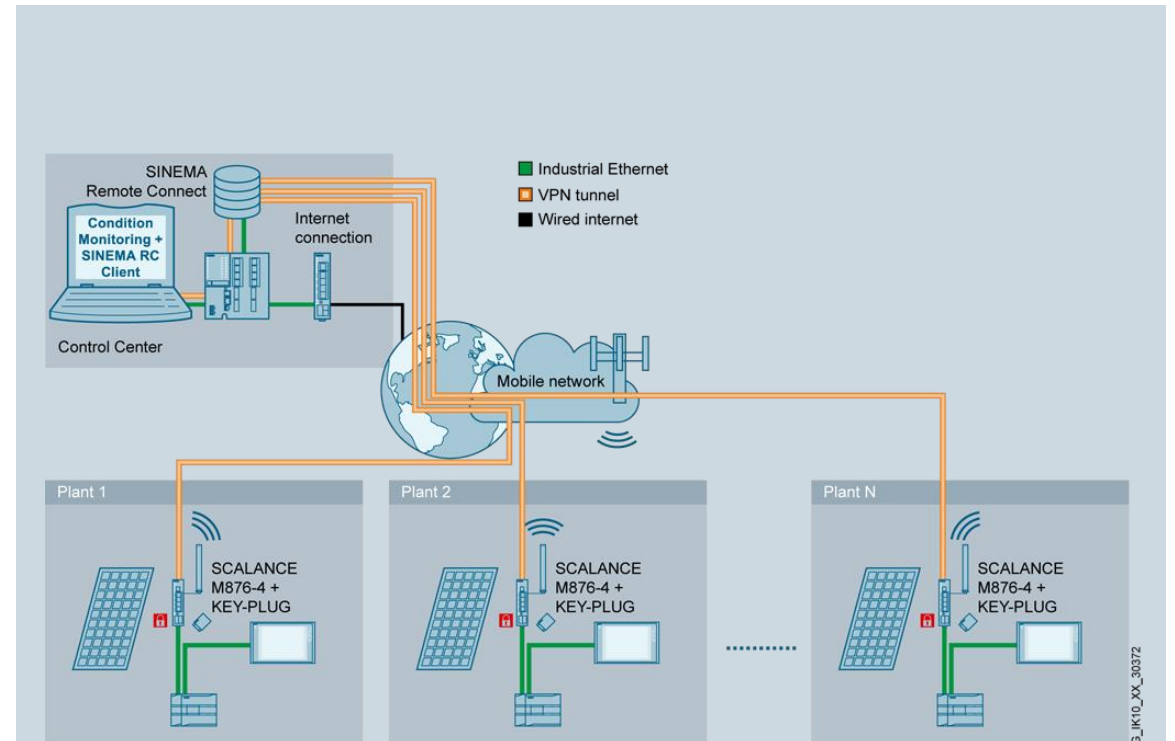 SINEMA
Remote Connect
Condition
Monitoring +
SINEMA RC
Client
Internet
connection
Control Center
Industrial Ethernet
VPN tunnel
Wired internet
Mobile network
Plant 1
SCALANCE
M876-4 +
KEY-PLUG
Plant 2
SCALANCE
M876-4 +
KEY-PLUG
Plant N
SCALANCE
M876-4 +
KEY-PLUG